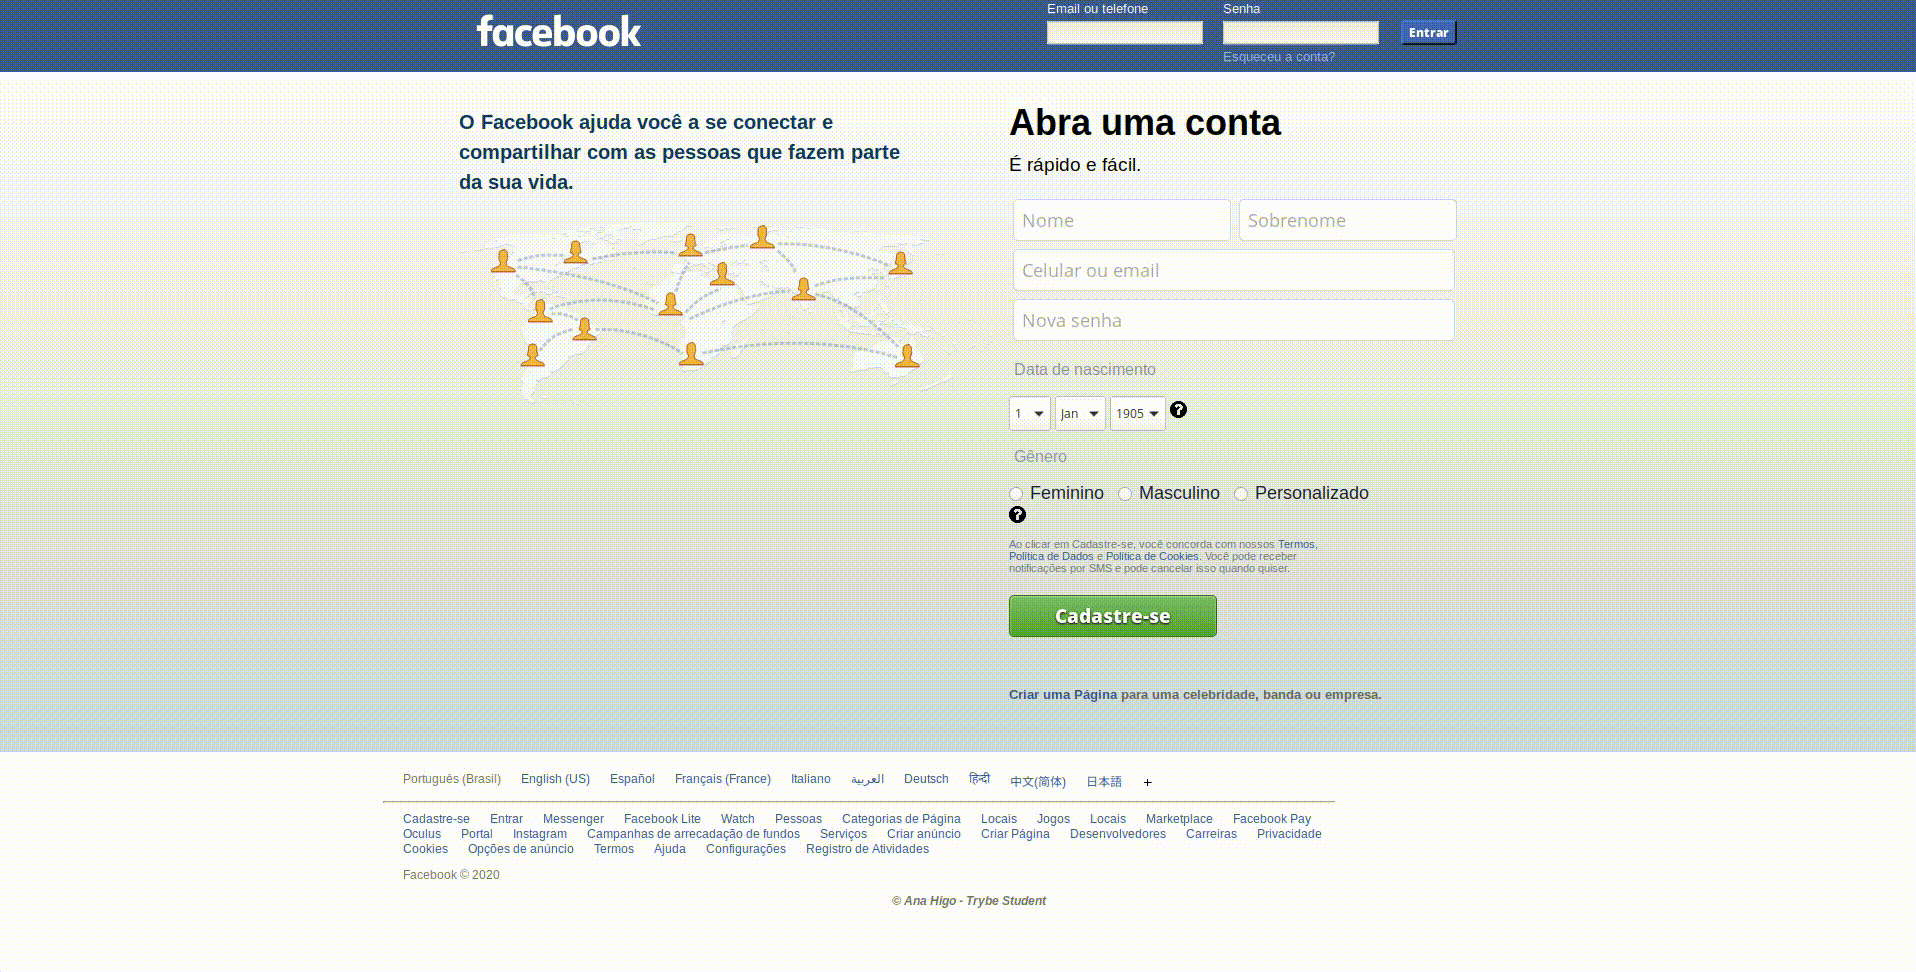 facebook
Email ou telefone
Senha
Entrar
Esqueceu a conta?
O Facebook ajuda você a se conectar e
compartilhar com as pessoas que fazem parte
da sua vida.
Abra uma conta
É rápido e fácil.
Nome
Sobrenome
Celular ou email
Nova senha
Data de nascimento
1
Jan
1905
?
Gênero
Feminino Masculino Personalizado
?
Ao clicar em Cadastre-se, você concorda com nossos Termos,
Política de Dados e Política de Cookies. Você pode receber
notificações por SMS e pode cancelar isso quando quiser.
Cadastre-se
Criar uma Página para uma celebridade, banda ou empresa.
Português (Brasil) English (US) Español Français (France) Italiano العربية Deutsch हिन्दी 中文(简体) 日本語 +
Cadastre-se Entrar Messenger Facebook Lite Watch Pessoas Categorias de Página Locais Jogos Locais Marketplace Facebook Pay
Oculus Portal Instagram Campanhas de arrecadação de fundos Serviços Criar anúncio Criar Página Desenvolvedores Carreiras Privacidade
Cookies Opções de anúncio Termos Ajuda Configurações Registro de Atividades
Facebook © 2020
© Ana Higo - Trybe Student